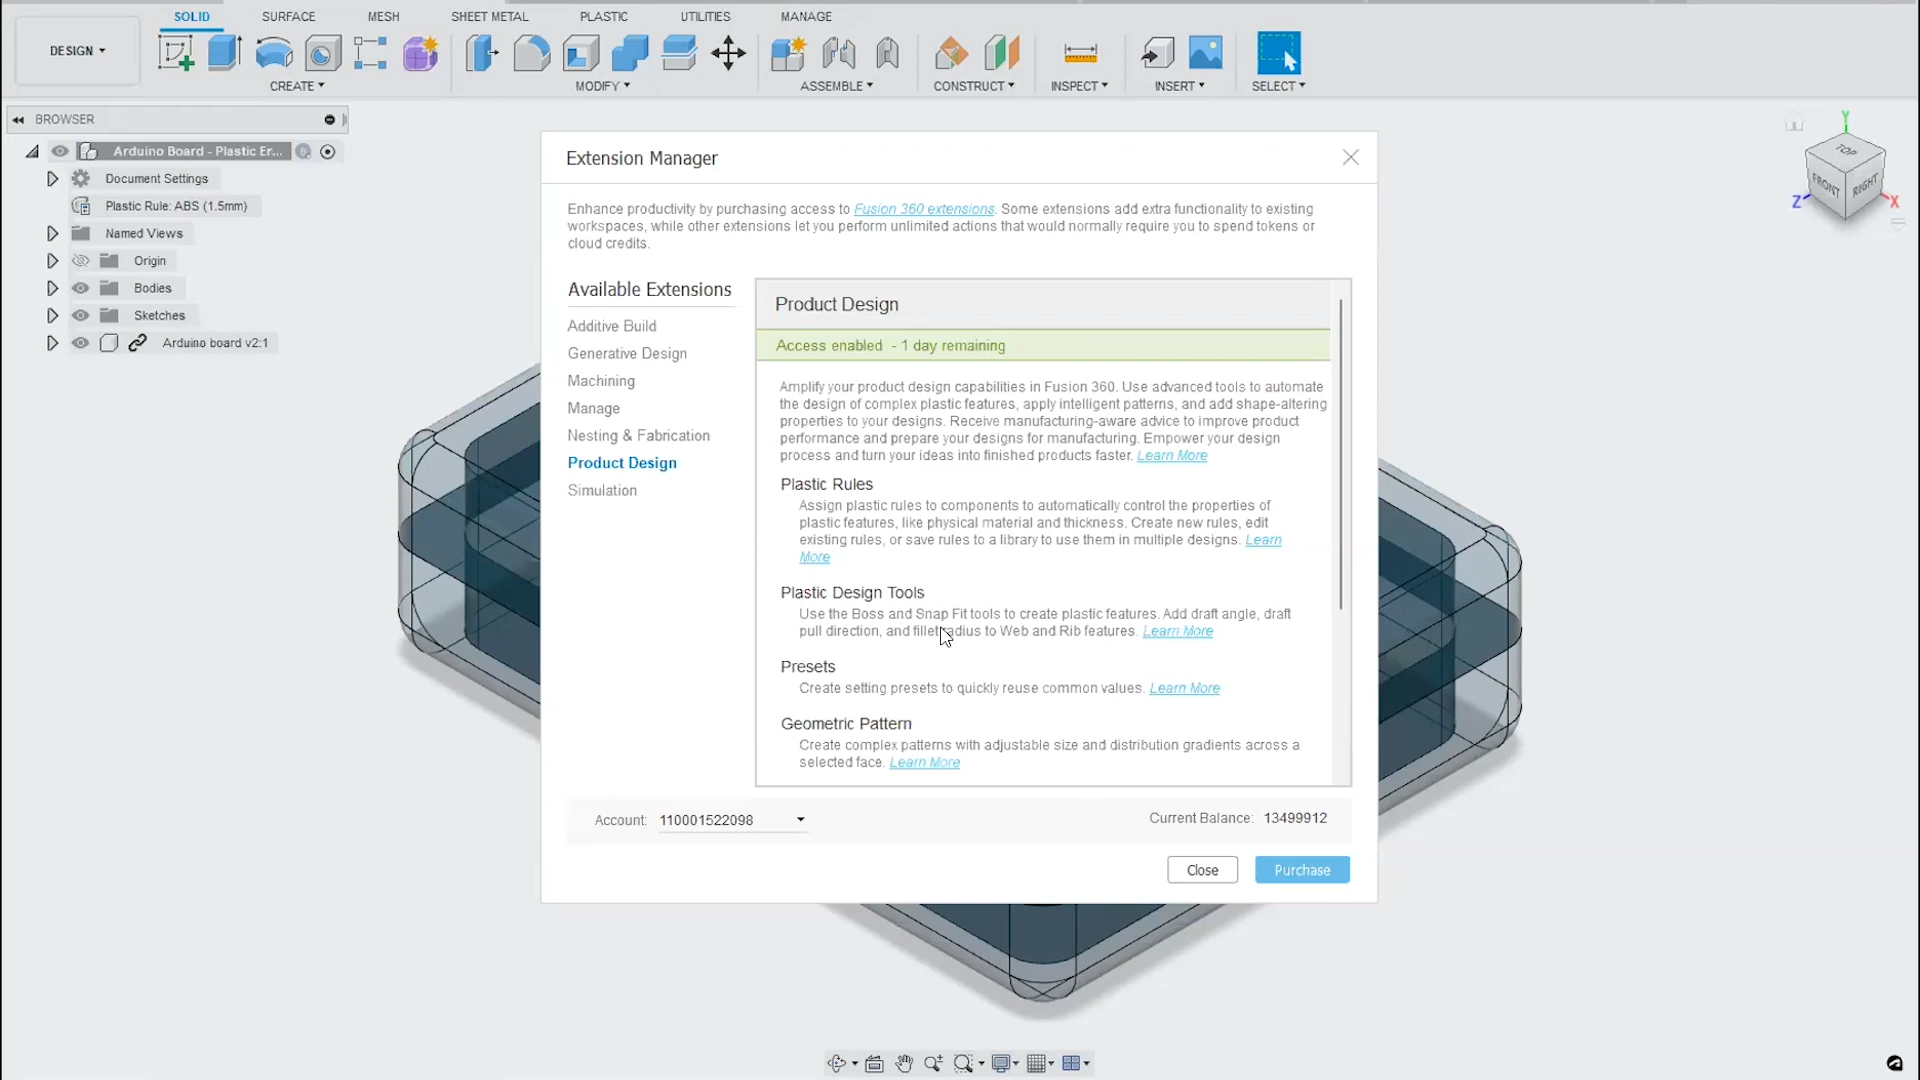 SOLID SURFACE MESH SHEET METAL PLASTIC UTILITIES MANAGE
DESIGN
CREATE MODIFY ASSEMBLE CONSTRUCT INSPECT INSERT SELECT
BROWSER
Arduino Board - Plastic Er...
Document Settings
Plastic Rule: ABS (1.5mm)
Named Views
Origin
Bodies
Sketches
Arduino board v2:1
Extension Manager
Enhance productivity by purchasing access to Fusion 360 extensions. Some extensions add extra functionality to existing
workspaces, while other extensions let you perform unlimited actions that would normally require you to spend tokens or
cloud credits.
Available Extensions
Additive Build
Generative Design
Machining
Manage
Nesting & Fabrication
Product Design
Simulation
Product Design
Access enabled - 1 day remaining
Amplify your product design capabilities in Fusion 360. Use advanced tools to automate
the design of complex plastic features, apply intelligent patterns, and add shape-altering
properties to your designs. Receive manufacturing-aware advice to improve product
performance and prepare your designs for manufacturing. Empower your design
process and turn your ideas into finished products faster. Learn More
Plastic Rules
Assign plastic rules to components to automatically control the properties of
plastic features, like physical material and thickness. Create new rules, edit
existing rules, or save rules to a library to use them in multiple designs. Learn
More
Plastic Design Tools
Use the Boss and Snap Fit tools to create plastic features. Add draft angle, draft
pull direction, and fillet radius to Web and Rib features. Learn More
Presets
Create setting presets to quickly reuse common values. Learn More
Geometric Pattern
Create complex patterns with adjustable size and distribution gradients across a
selected face. Learn More
Account: 110001522098
Current Balance: 13499912
Close Purchase
Y
TOP
FRONT RIGHT
Z X